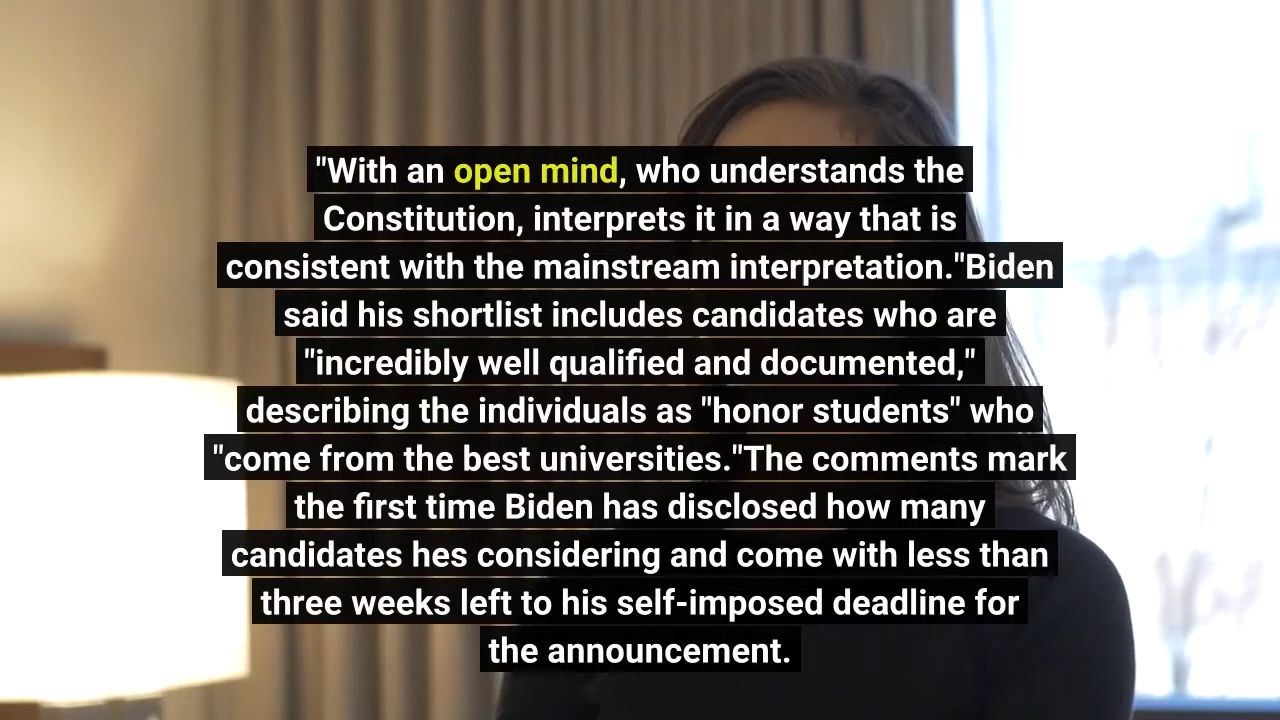 "With an open mind, who understands the
Constitution, interprets it in a way that is
consistent with the mainstream interpretation."Biden
said his shortlist includes candidates who are
"incredibly well qualified and documented,"
describing the individuals as "honor students" who
"come from the best universities."The comments mark
the first time Biden has disclosed how many
candidates hes considering and come with less than
three weeks left to his self-imposed deadline for
the announcement.